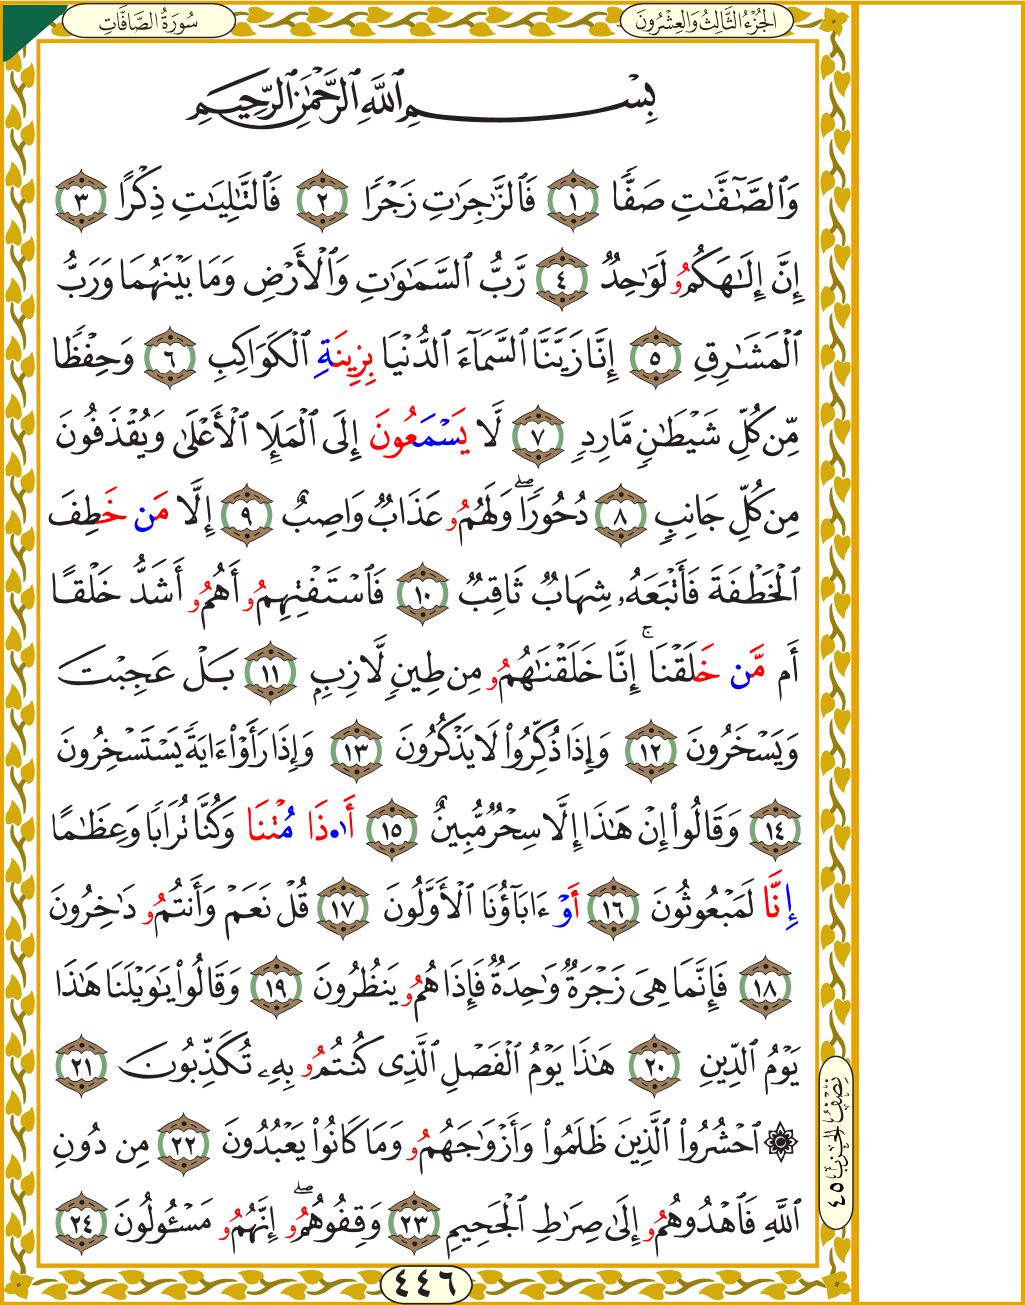 سُورَةُ الصَّافَّاتِ
الجُزْءُ الثَّالِثُ وَالعِشْرُونَ
بِسْمِ ٱللَّهِ ٱلرَّحْمَٰنِ ٱلرَّحِيمِ
وَٱلصَّٰٓفَّٰتِ صَفّٗا ١ فَٱلزَّٰجِرَٰتِ زَجۡرٗا ٢ فَٱلتَّٰلِيَٰتِ ذِكۡرًا ٣
إِنَّ إِلَٰهَكُمُو لَوَٰحِدٞ ٤ رَّبُّ ٱلسَّمَٰوَٰتِ وَٱلۡأَرۡضِ وَمَا بَيۡنَهُمَا وَرَبُّ
ٱلۡمَشَٰرِقِ ٥ إِنَّا زَيَّنَّا ٱلسَّمَآءَ ٱلدُّنۡيَا بِزِينَةِ ٱلۡكَوَاكِبِ ٦ وَحِفۡظٗا
مِّن كُلِّ شَيۡطَٰنٖ مَّارِدٖ ٧ لَّا يَسۡمَعُونَ إِلَى ٱلۡمَلَإِ ٱلۡأَعۡلَىٰ وَيُقۡذَفُونَ
مِن كُلِّ جَانِبٖ ٨ دُحُورٗاۖ وَلَهُمُو عَذَابٞ وَاصِبٌ ٩ إِلَّا مَن خَطِفَ
ٱلۡخَطۡفَةَ فَأَتۡبَعَهُۥ شِهَابٞ ثَاقِبٞ ١٠ فَٱسۡتَفۡتِهِمُو أَهُمُو أَشَدُّ خَلۡقًا
أَم مَّن خَلَقۡنَاۚ إِنَّا خَلَقۡنَٰهُمُو مِن طِينٖ لَّازِبِۭ ١١ بَلۡ عَجِبۡتَ
وَيَسۡخَرُونَ ١٢ وَإِذَا ذُكِّرُواْ لَا يَذۡكُرُونَ ١٣ وَإِذَا رَأَوۡاْ ءَايَةٗ يَسۡتَسۡخِرُونَ
١٤ وَقَالُوٓاْ إِنۡ هَٰذَآ إِلَّا سِحۡرٞ مُّبِينٌ ١٥ أَا۟ذَا مُتۡنَا وَكُنَّا تُرَابٗا وَعِظَٰمًا
إِنَّا لَمَبۡعُوثُونَ ١٦ أَوۡ ءَابَآؤُنَا ٱلۡأَوَّلُونَ ١٧ قُلۡ نَعَمۡ وَأَنتُمُو دَٰخِرُونَ
١٨ فَإِنَّمَا هِيَ زَجۡرَةٞ وَٰحِدَةٞ فَإِذَا هُمُو يَنظُرُونَ ١٩ وَقَالُواْ يَٰوَيۡلَنَا هَٰذَا
يَوۡمُ ٱلدِّينِ ٢٠ هَٰذَا يَوۡمُ ٱلۡفَصۡلِ ٱلَّذِي كُنتُمُو بِهِۦ تُكَذِّبُونَ ٢١
۞ ٱحۡشُرُواْ ٱلَّذِينَ ظَلَمُواْ وَأَزۡوَٰجَهُمُو وَمَا كَانُواْ يَعۡبُدُونَ ٢٢ مِن دُونِ
ٱللَّهِ فَٱهۡدُوهُمُو إِلَىٰ صِرَٰطِ ٱلۡجَحِيمِ ٢٣ وَقِفُوهُمُوۖ إِنَّهُمُو مَسۡـُٔولُونَ ٢٤
نِصْفُ الحِزْب ٤٥
٤٤٦